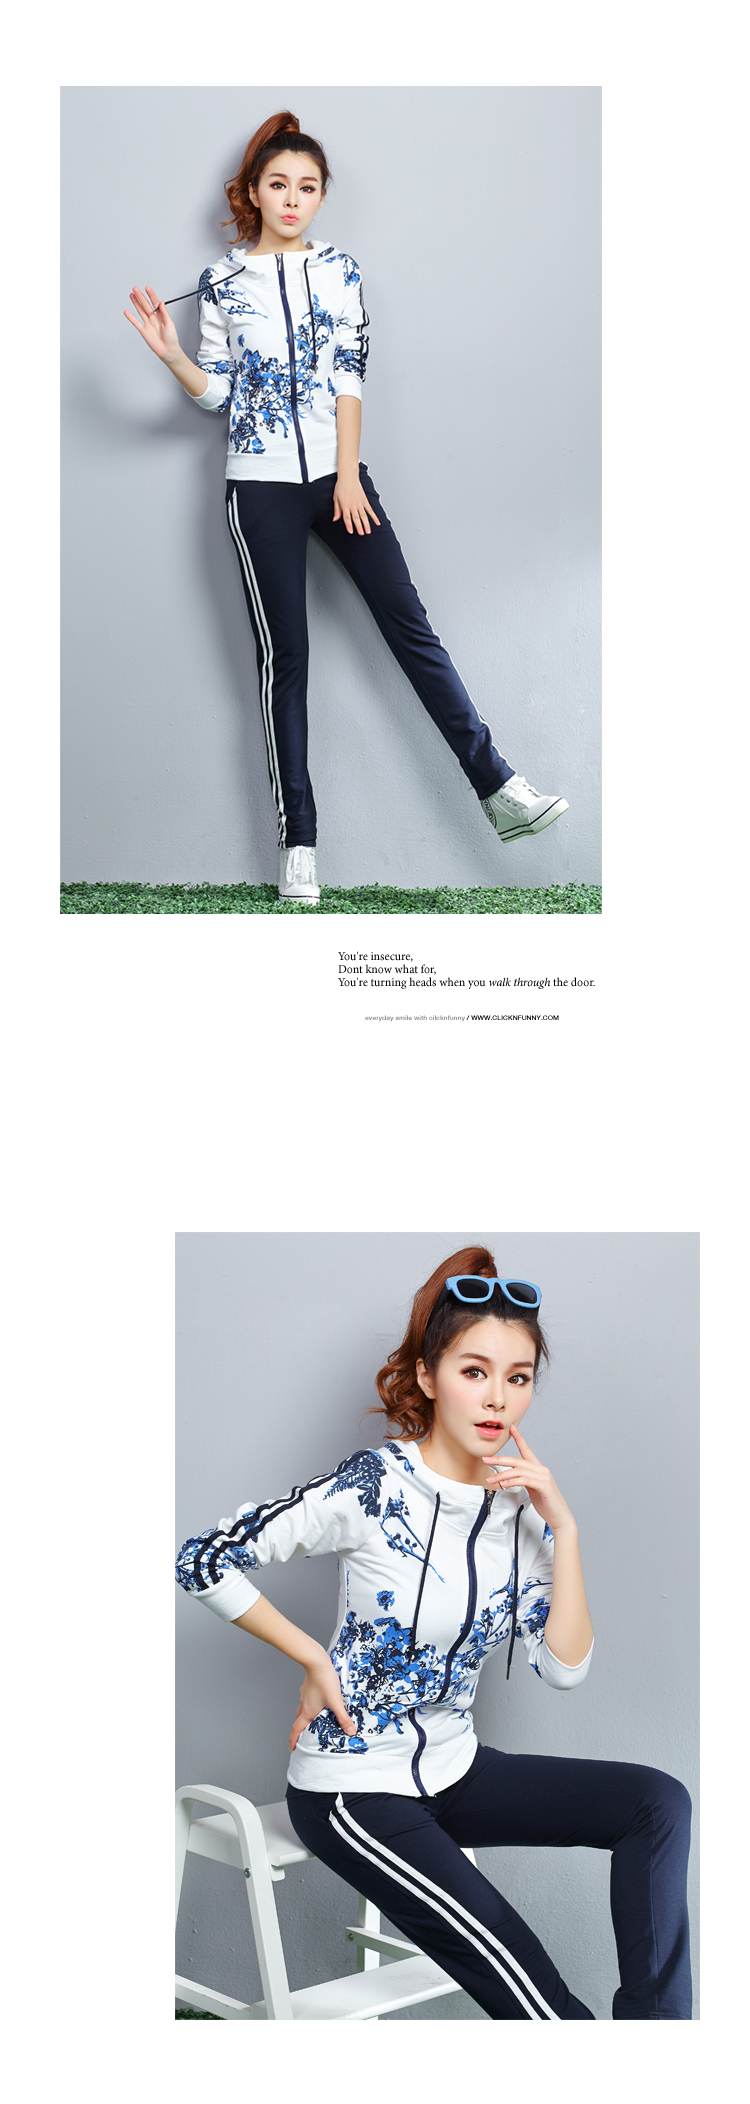 You're insecure,
Dont know what for,
You're turning heads when you walk through the door.
everyday smile with cilcknfunny / WWW.CLICKNFUNNY.COM